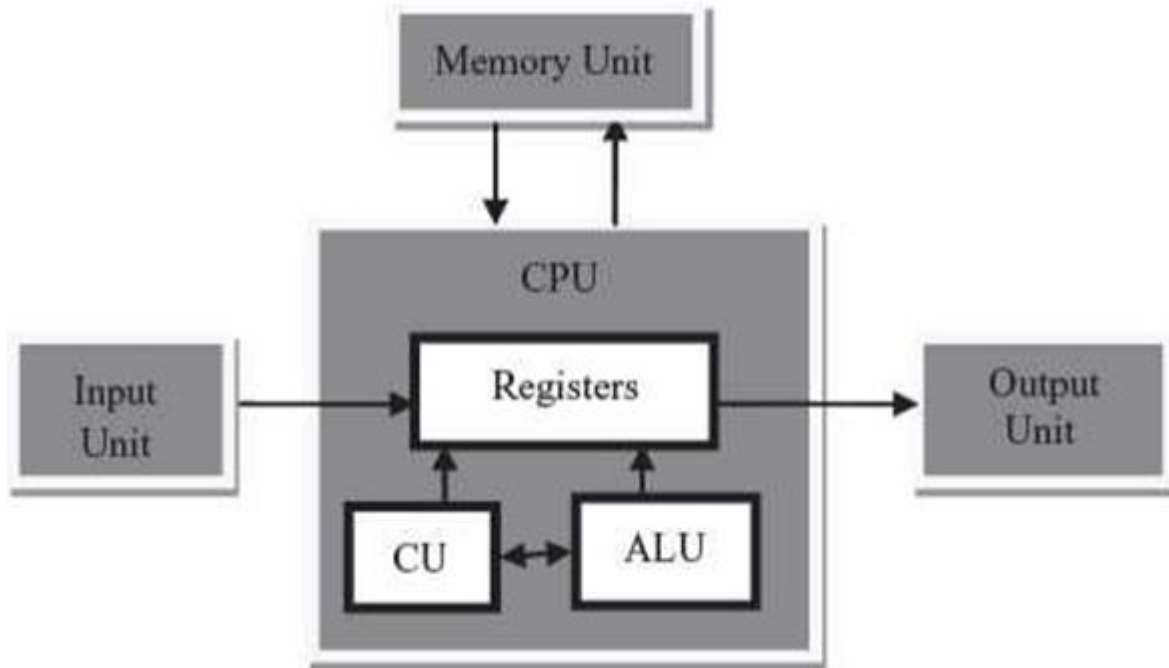 Memory Unit
CPU
Registers
Input
Unit
Output
Unit
CU
ALU